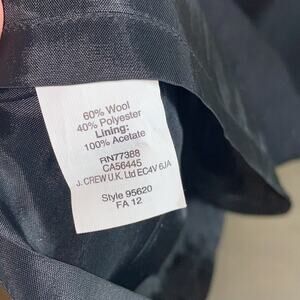 60% Wool
40% Polyester
Lining:
100% Acetate
RN77388
CA56445
J. CREW U.K. Ltd EC4V 6JA
Style 95620
FA 12